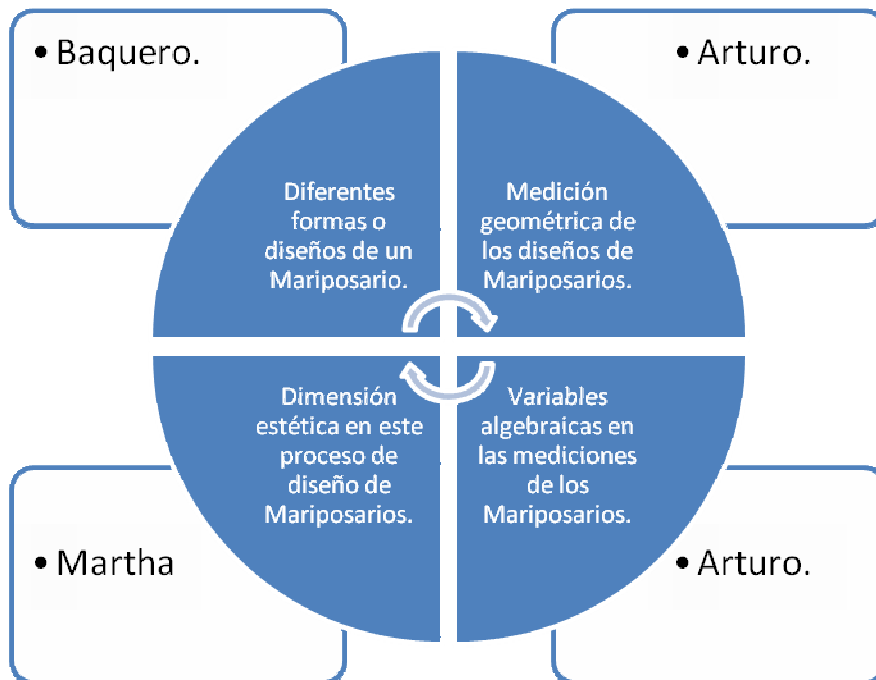 • Baquero.
• Arturo.
Diferentes
formas o
diseños de un
Mariposario.
Medición
geométrica de
los diseños de
Mariposarios.
Dimensión
estética en este
proceso de
diseño de
Mariposarios.
Variables
algebraícas en
las mediciones
de los
Mariposarios.
• Martha
• Arturo.